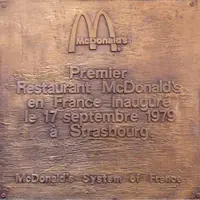 McDonald's
Premier
Restaurant McDonald's
en France Inauguré
le 17 septembre 1979
à Strasbourg.
McDonald's System of France